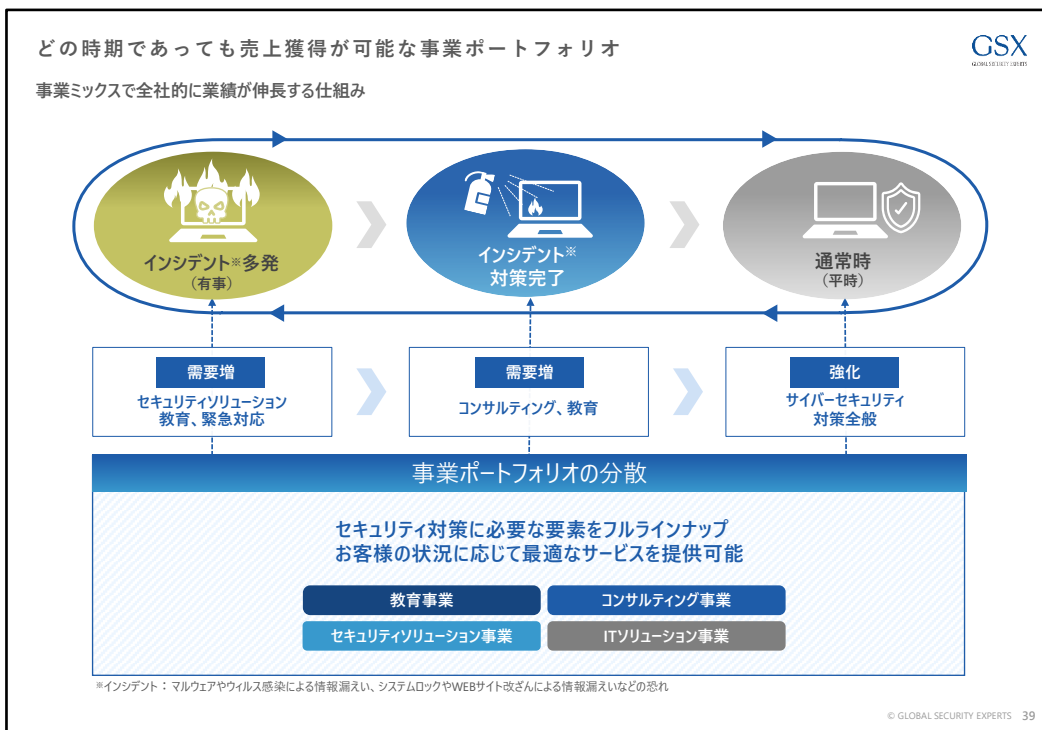 どの時期であっても売上獲得が可能な事業ポートフォリオ
GSX
GLOBAL SECURITY EXPERTS
事業ミックスで全社的に業績が伸長する仕組み
インシデント※多発
（有事）
インシデント※
対策完了
通常時
（平時）
需要増
セキュリティソリューション
教育、緊急対応
需要増
コンサルティング、教育
強化
サイバーセキュリティ
対策全般
事業ポートフォリオの分散
セキュリティ対策に必要な要素をフルラインナップ
お客様の状況に応じて最適なサービスを提供可能
教育事業
コンサルティング事業
セキュリティソリューション事業
ITソリューション事業
※インシデント：マルウェアやウィルス感染による情報漏えい、システムロックやWEBサイト改ざんによる情報漏えいなどの恐れ
© GLOBAL SECURITY EXPERTS 39